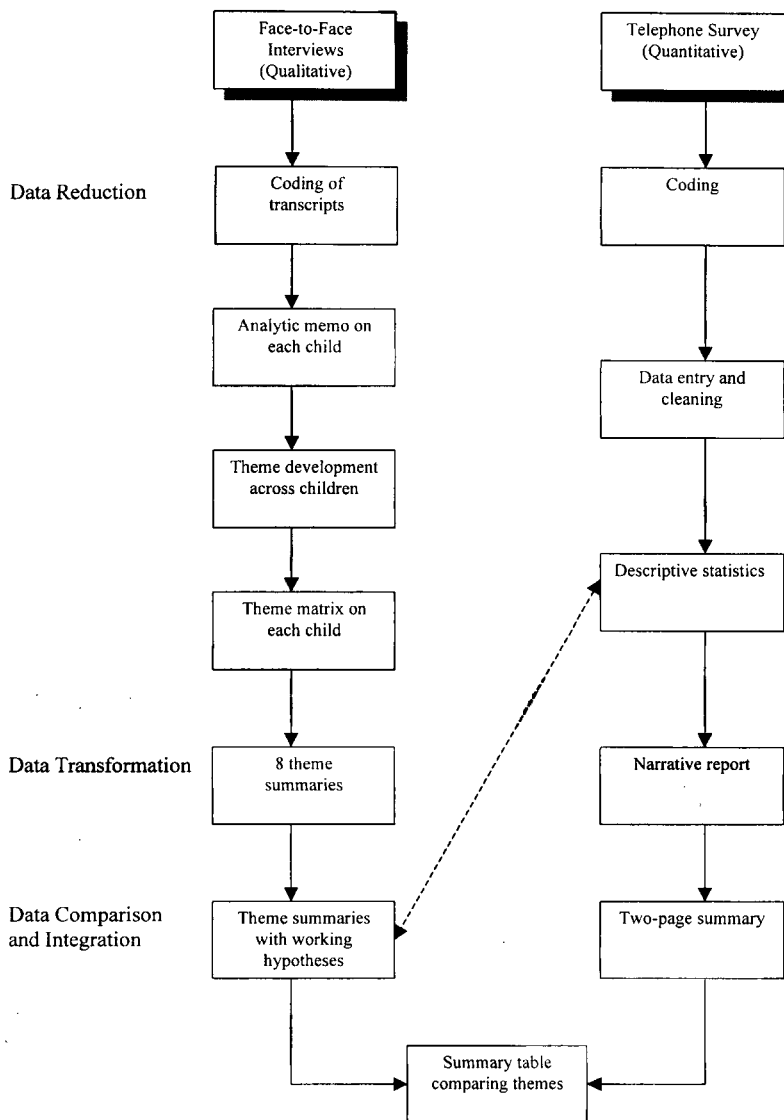 Face-to-Face
Interviews
(Qualitative)
Telephone Survey
(Quantitative)
Data Reduction
Coding of
transcripts
Coding
Analytic memo on
each child
Data entry and
cleaning
Theme development
across children
Descriptive statistics
Theme matrix on
each child
Data Transformation
8 theme
summaries
Narrative report
Data Comparison
and Integration
Theme summaries
with working
hypotheses
Two-page summary
Summary table
comparing themes